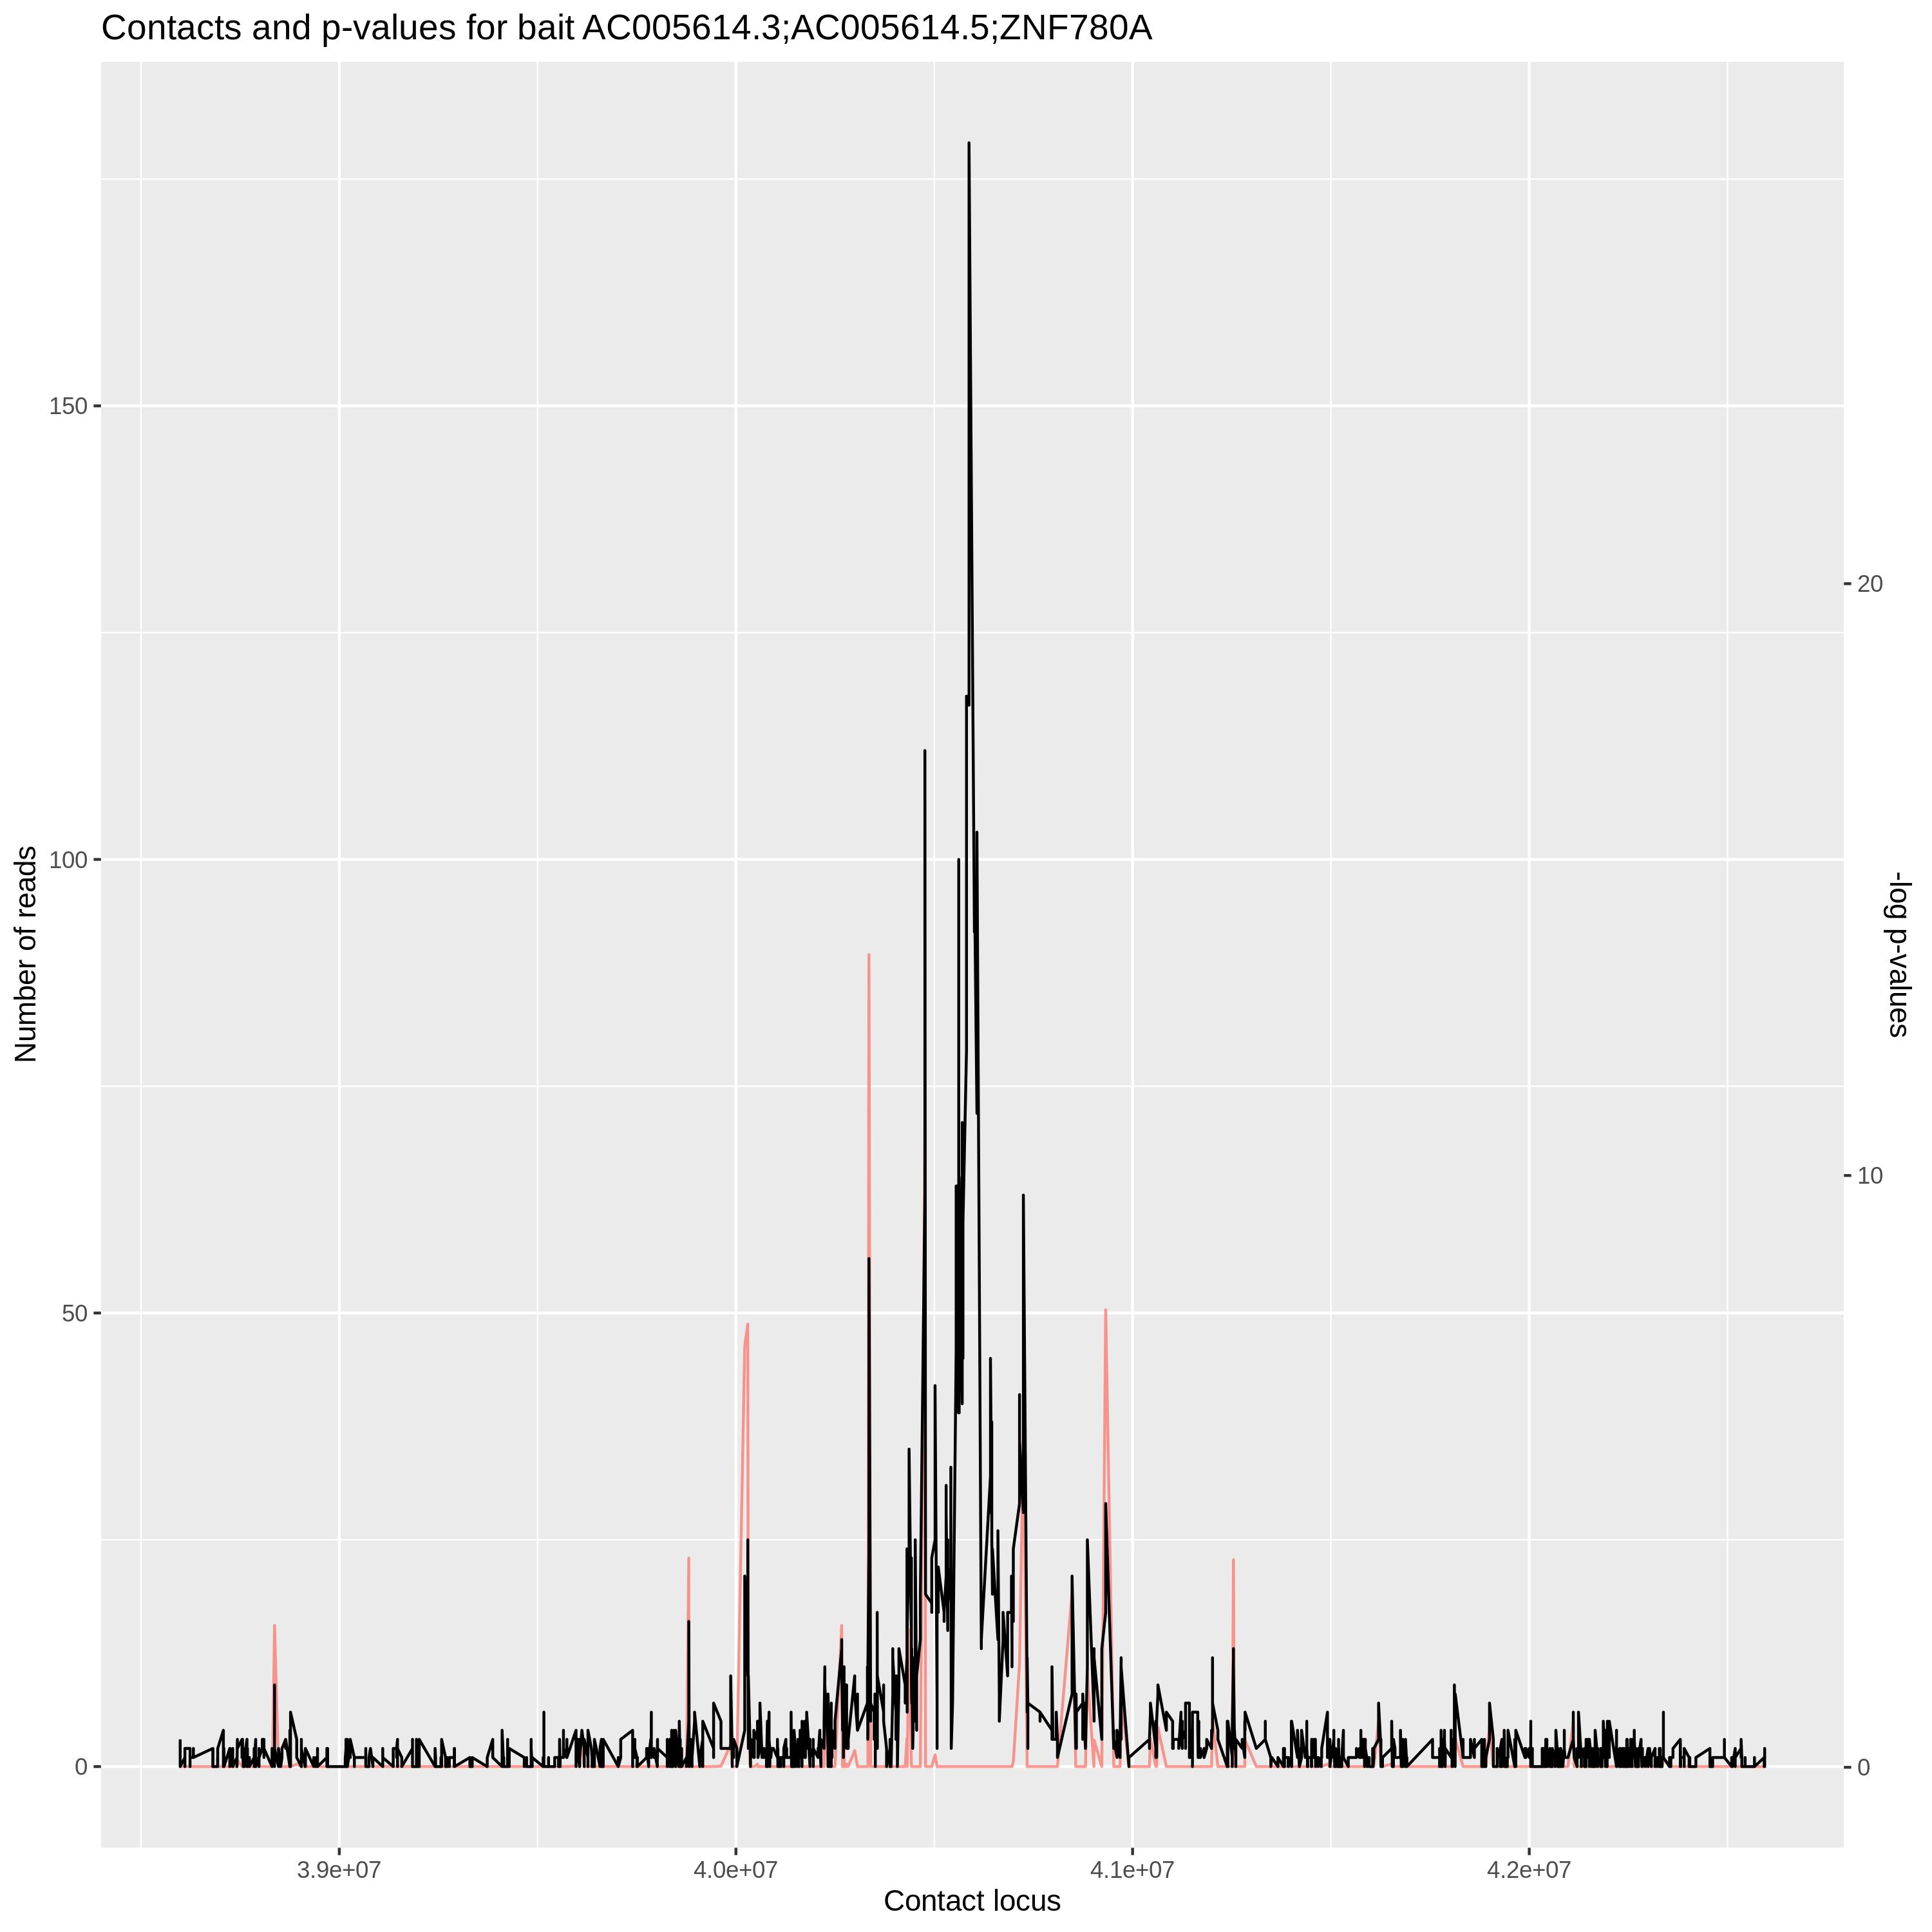 Contacts and p-values for bait AC005614.3;AC005614.5;ZNF780A
150
100
50
0
Number of reads
20
10
0
-log p-values
3.9e+07
4.0e+07
4.1e+07
4.2e+07
Contact locus